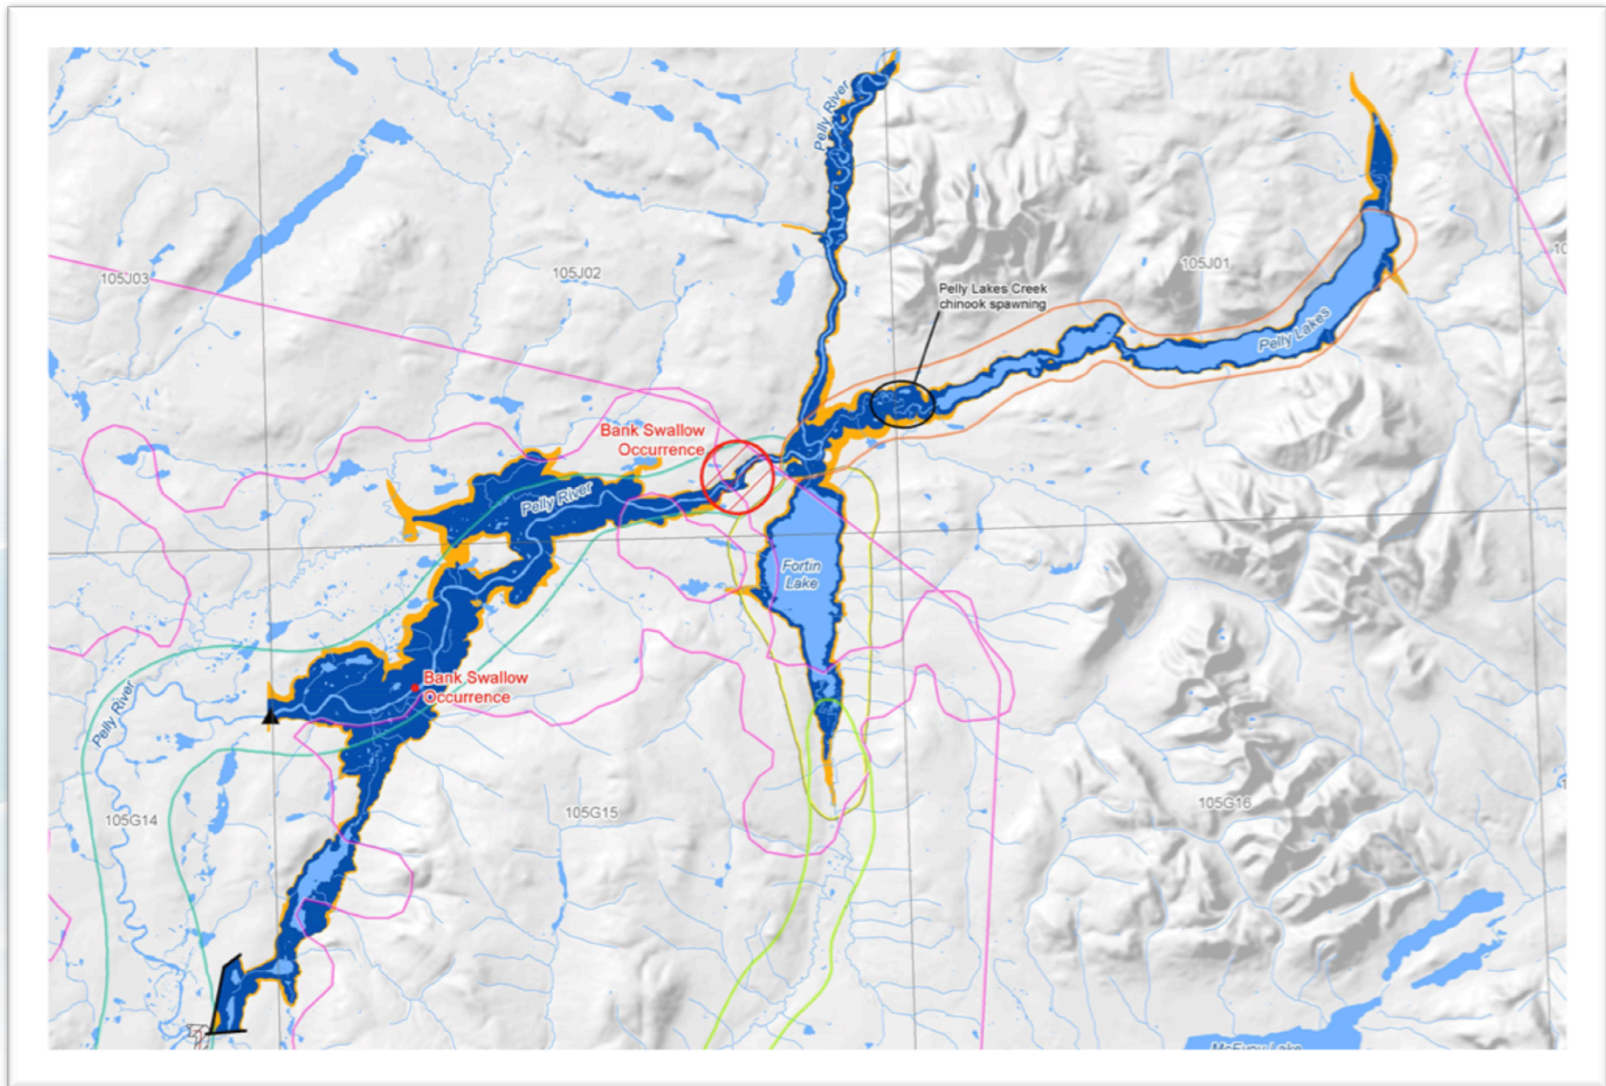 Pelly River
105J03
105J02
105J01
Pelly Lakes Creek
chinook spawning
Pelly Lakes
Bank Swallow
Occurrence
Pelly River
Fortin
Lake
Bank Swallow
Occurrence
Pelly River
105G14
105G15
105G16